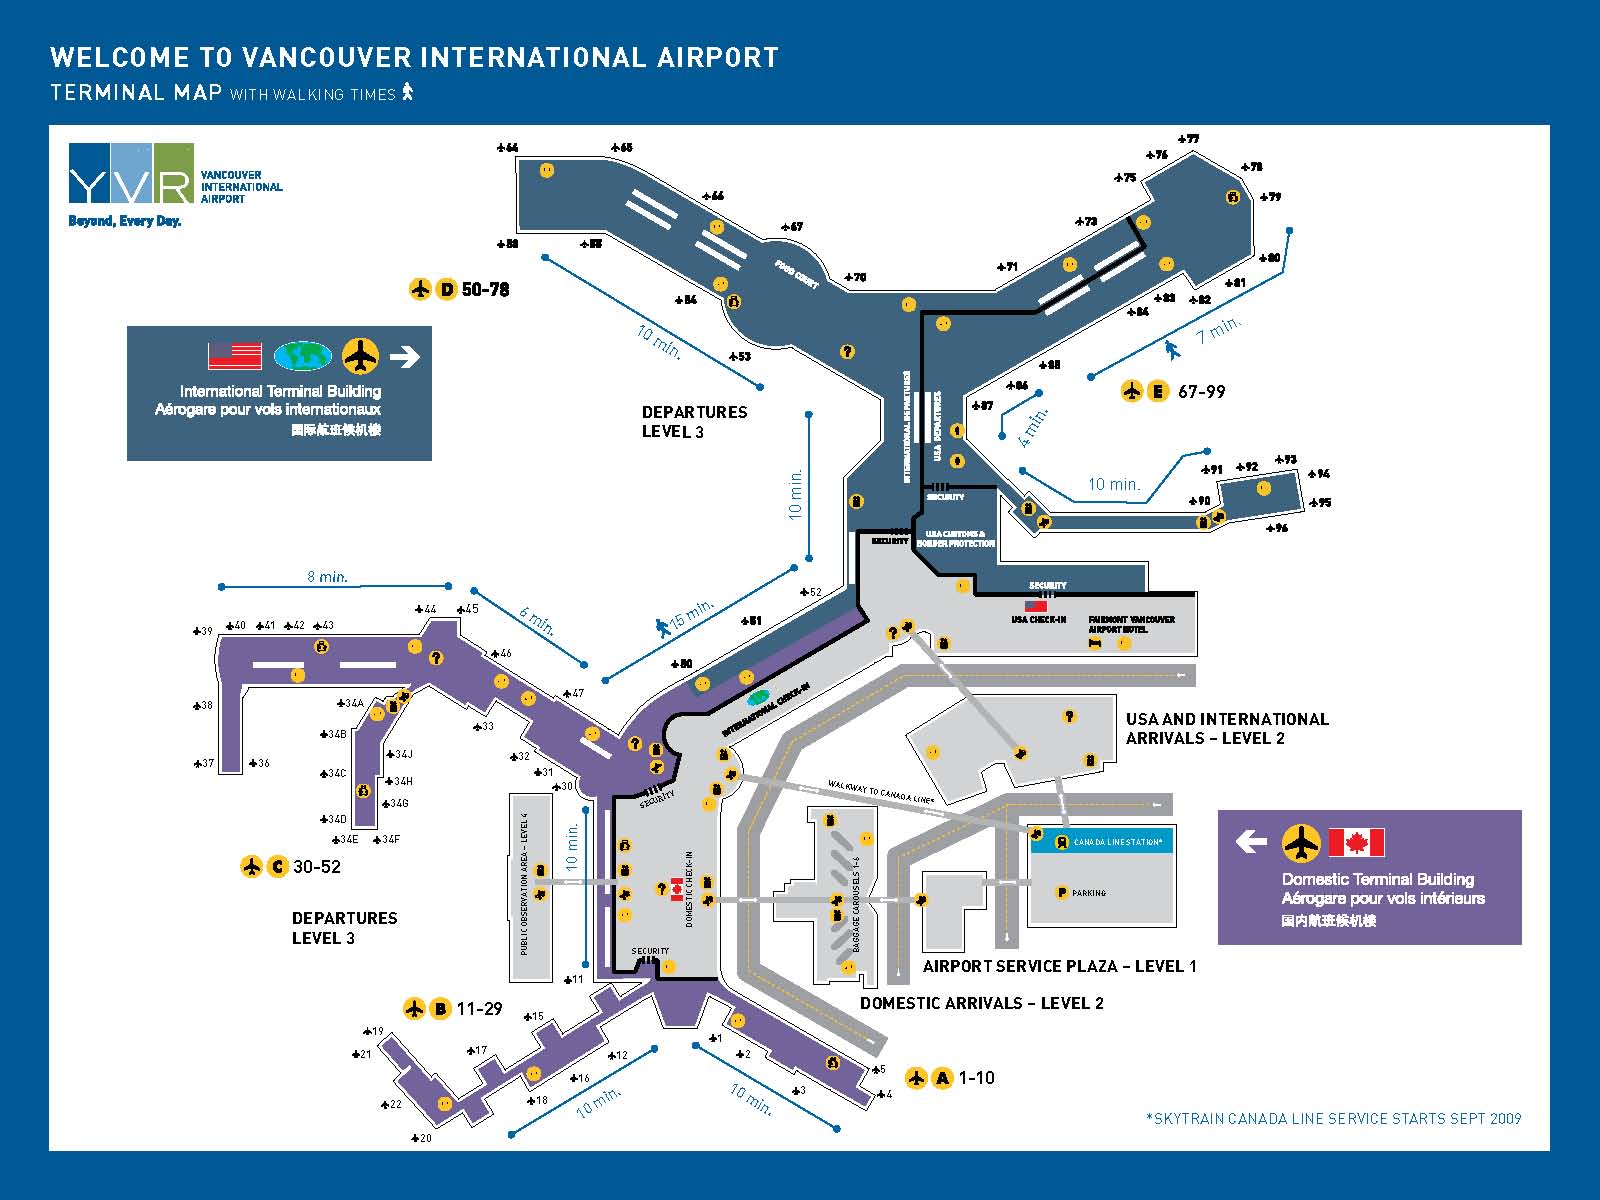 WELCOME TO VANCOUVER INTERNATIONAL AIRPORT
TERMINAL MAP WITH WALKING TIMES
YVR
VANCOUVER
INTERNATIONAL
AIRPORT
Beyond, Every Day.
64
65
66
67
70
71
73
75
76
77
78
79
80
81
82
83
84
85
86
87
58
55
54
53
FOOD COURT
D 50-78
10 min.
7 min.
4 min.
E 67-99
International Terminal Building
Aérogare pour vols internationaux
国际航班候机楼
DEPARTURES
LEVEL 3
INTERNATIONAL DEPARTURES
USA DEPARTURES
10 min.
10 min.
90
91
92
93
94
95
96
SECURITY
SECURITY
USA CUSTOMS &
BORDER PROTECTION
SECURITY
USA CHECK-IN
FAIRMONT VANCOUVER
AIRPORT HOTEL
8 min.
6 min.
15 min.
52
51
50
39
40
41
42
43
44
45
46
47
38
37
36
34A
34B
34C
34D
34E
34F
34G
34H
34J
33
32
31
30
INTERNATIONAL CHECK-IN
USA AND INTERNATIONAL
ARRIVALS – LEVEL 2
WALKWAY TO CANADA LINE*
CANADA LINE STATION*
P PARKING
SECURITY
PUBLIC OBSERVATION AREA – LEVEL 4
10 min.
DOMESTIC CHECK-IN
BAGGAGE CAROUSELS 1-6
C 30-52
DEPARTURES
LEVEL 3
SECURITY
Domestic Terminal Building
Aérogare pour vols intérieurs
国内航班候机楼
AIRPORT SERVICE PLAZA – LEVEL 1
DOMESTIC ARRIVALS – LEVEL 2
B 11-29
11
15
19
21
17
12
16
18
22
20
10 min.
1
2
3
4
5
10 min.
A 1-10
*SKYTRAIN CANADA LINE SERVICE STARTS SEPT 2009